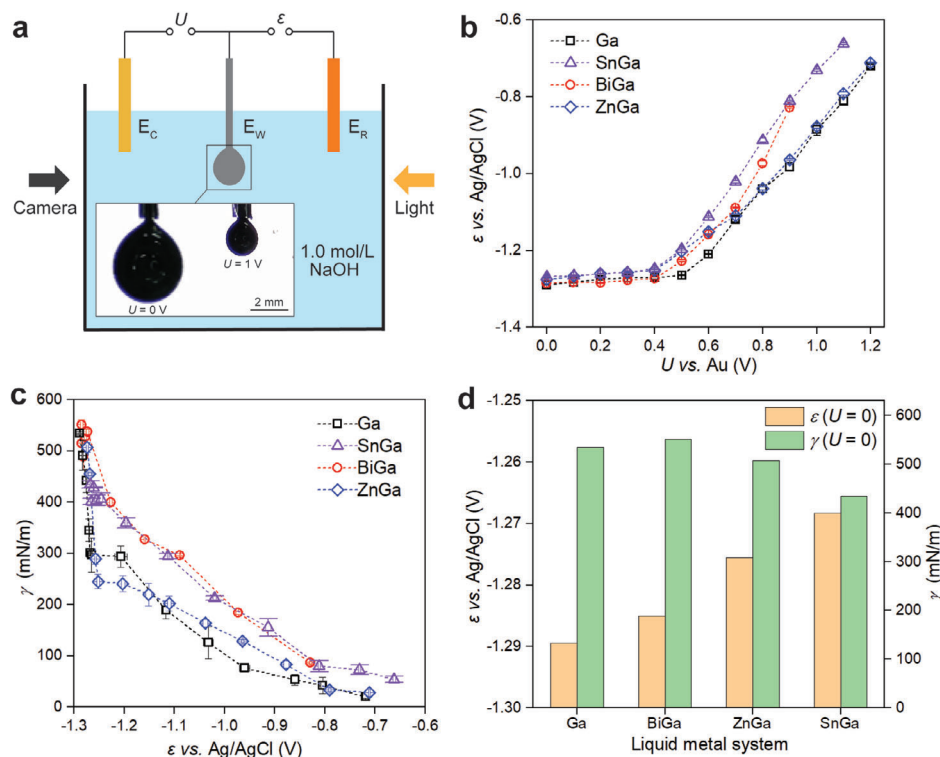 a
U
ε
E_C
E_W
E_R
Camera
Light
U = 0 V
U = 1 V
2 mm
1.0 mol/L
NaOH
b
ε vs. Ag/AgCl (V)
-0.6
-0.8
-1.0
-1.2
-1.4
Ga
SnGa
BiGa
ZnGa
0.0 0.2 0.4 0.6 0.8 1.0 1.2
U vs. Au (V)
c
γ (mN/m)
600
500
400
300
200
100
0
Ga
SnGa
BiGa
ZnGa
-1.3 -1.2 -1.1 -1.0 -0.9 -0.8 -0.7 -0.6
ε vs. Ag/AgCl (V)
d
ε vs. Ag/AgCl (V)
-1.25
-1.26
-1.27
-1.28
-1.29
-1.30
ε (U = 0)
γ (U = 0)
600
500
400
300
200
100
0
γ (mN/m)
Ga BiGa ZnGa SnGa
Liquid metal system